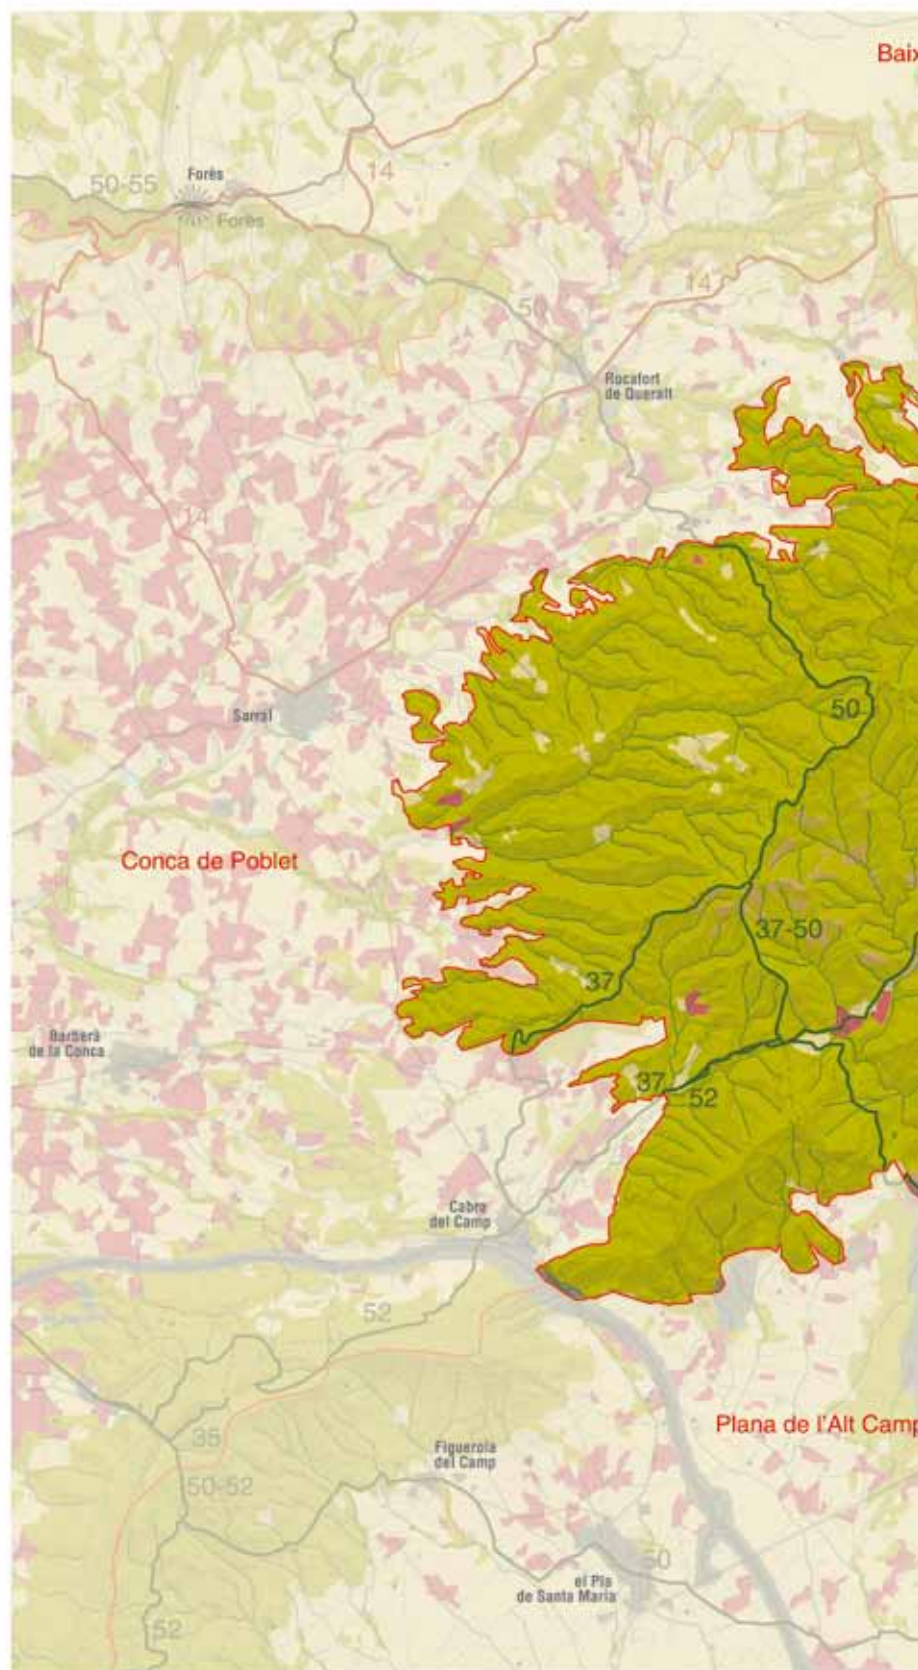 Baix
50-55
Forès
14
Forès
14
50
Rocafort
de Queralt
14
Sarral
50
Conca de Poblet
37-50
37
Barberà
de la Conca
37
52
Cabra
del Camp
52
Plana de l'Alt Camp
35
Figuerola
del Camp
50-52
50
el Pla
de Santa Maria
52